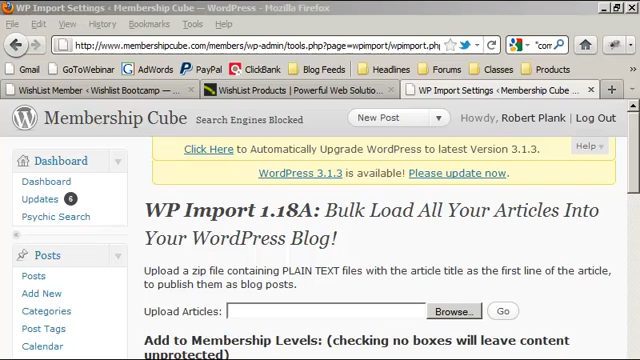 WP Import Settings ‹ Membership Cube — WordPress - Mozilla Firefox
File Edit View History Bookmarks Tools Help
http://www.membershipcube.com/members/wp-admin/tools.php?page=wpimport/wpimport.php "com
Gmail GoToWebinar AdWords PayPal ClickBank Blog Feeds Headlines Forums Classes Products
WishList Member ‹ Wishlist Bootcamp —... WishList Products | Powerful Web Solutio... WP Import Settings ‹ Membership Cube ...
Membership Cube Search Engines Blocked New Post Howdy, Robert Plank | Log Out
Help
Click Here to Automatically Upgrade WordPress to latest Version 3.1.3.
WordPress 3.1.3 is available! Please update now.
Dashboard
Dashboard
Updates 6
Psychic Search
Posts
Posts
Add New
Categories
Post Tags
Calendar
WP Import 1.18A: Bulk Load All Your Articles Into
Your WordPress Blog!
Upload a zip file containing PLAIN TEXT files with the article title as the first line of the article,
to publish them as blog posts.
Upload Articles: Browse... Go
Add to Membership Levels: (checking no boxes will leave content
unprotected)